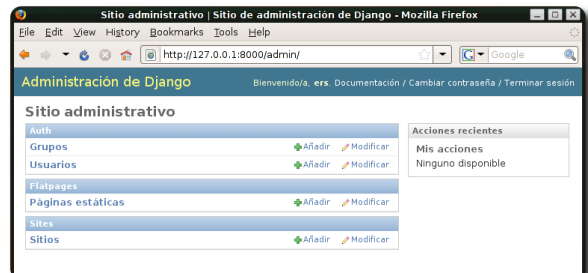 Sitio administrativo | Sitio de administración de Django - Mozilla Firefox
File Edit View History Bookmarks Tools Help
http://127.0.0.1:8000/admin/
Google
Administración de Django
Bienvenido/a, ers. Documentación / Cambiar contraseña / Terminar sesión
Sitio administrativo
Auth
Grupos Añadir Modificar
Usuarios Añadir Modificar
Flatpages
Páginas estáticas Añadir Modificar
Sites
Sitios Añadir Modificar
Acciones recientes
Mis acciones
Ninguno disponible